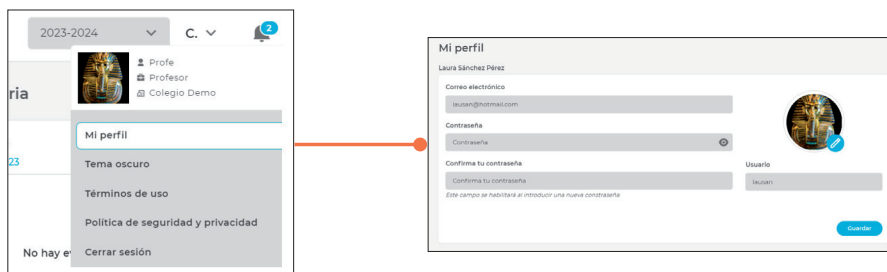 2023-2024
C.
2
Profe
Profesor
Colegio Demo
ria
Mi perfil
23
Tema oscuro
Términos de uso
Política de seguridad y privacidad
No hay e
Cerrar sesión
Mi perfil
Laura Sánchez Pérez
Correo electrónico
lausan@hotmail.com
Contraseña
Contraseña
Confirma tu contraseña
Confirma tu contraseña
Este campo se habilitará al introducir una nueva constraseña
Usuario
lausan
Guardar